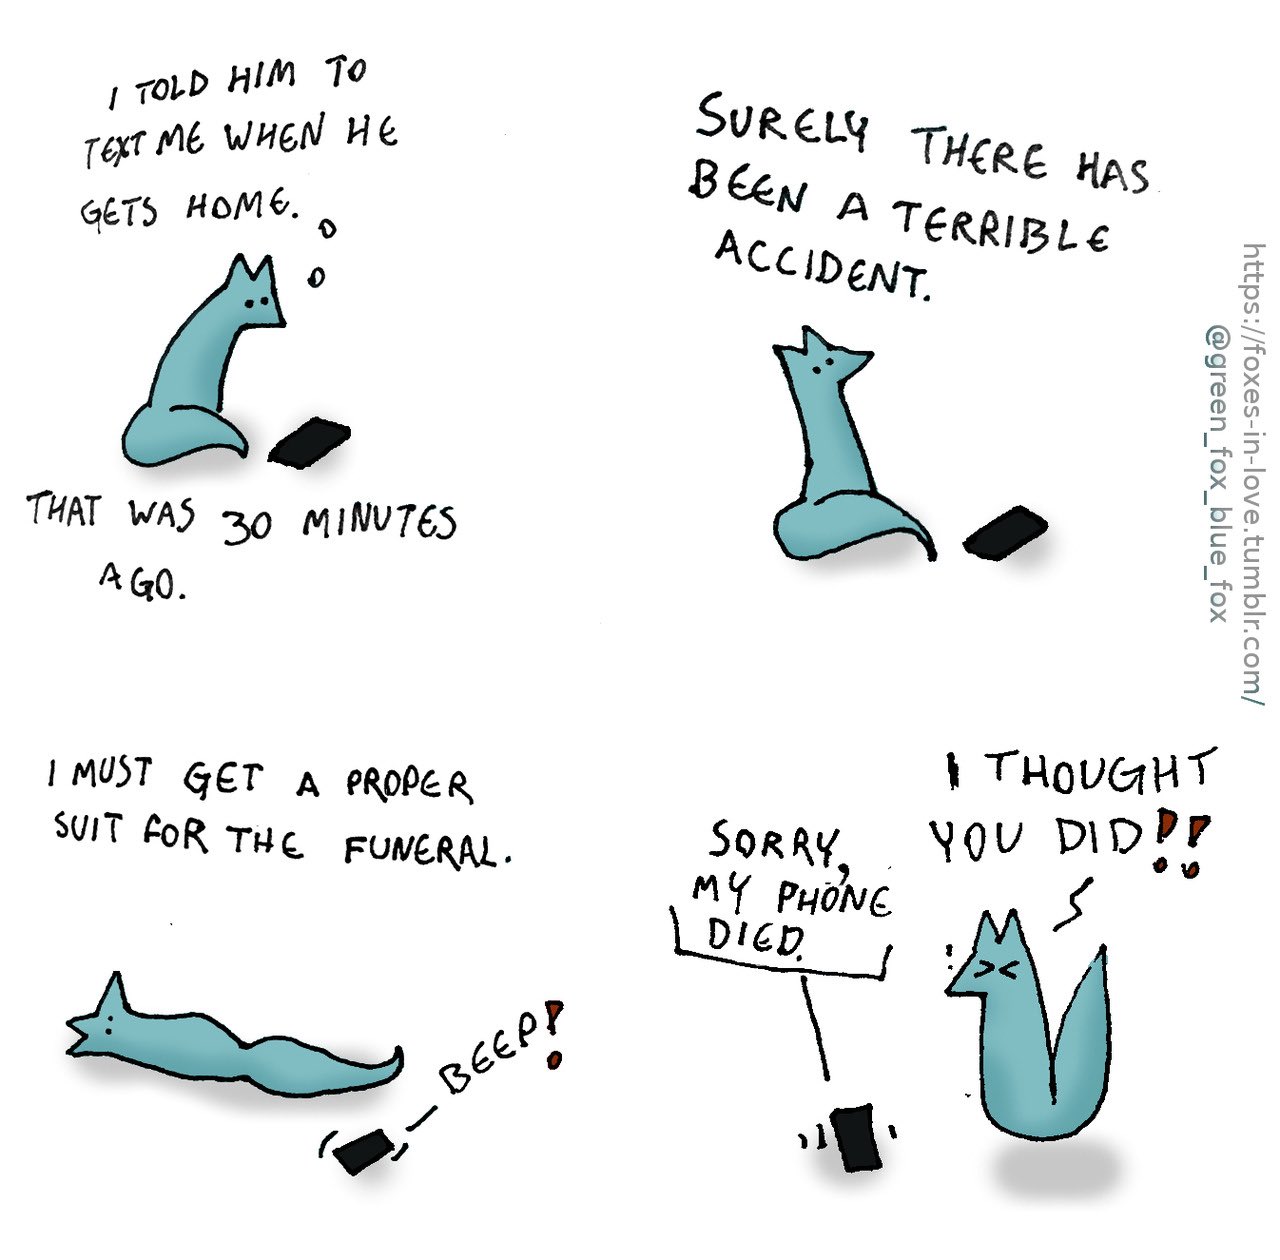 I TOLD HIM TO
TEXT ME WHEN HE
GETS HOME.
THAT WAS 30 MINUTES
AGO.
SURELY THERE HAS
BEEN A TERRIBLE
ACCIDENT.
I MUST GET A PROPER
SUIT FOR THE FUNERAL.
BEEP!
SORRY,
MY PHONE
DIED.
I THOUGHT
YOU DID!!
https://foxes-in-love.tumblr.com/
@green_fox_blue_fox